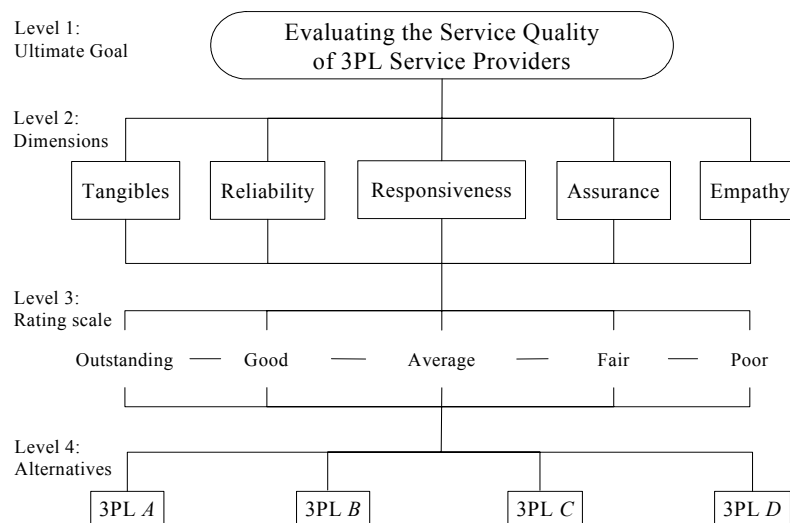 Level 1:
Ultimate Goal
Evaluating the Service Quality
of 3PL Service Providers
Level 2:
Dimensions
Tangibles
Reliability
Responsiveness
Assurance
Empathy
Level 3:
Rating scale
Outstanding — Good — Average — Fair — Poor
Level 4:
Alternatives
3PL A
3PL B
3PL C
3PL D